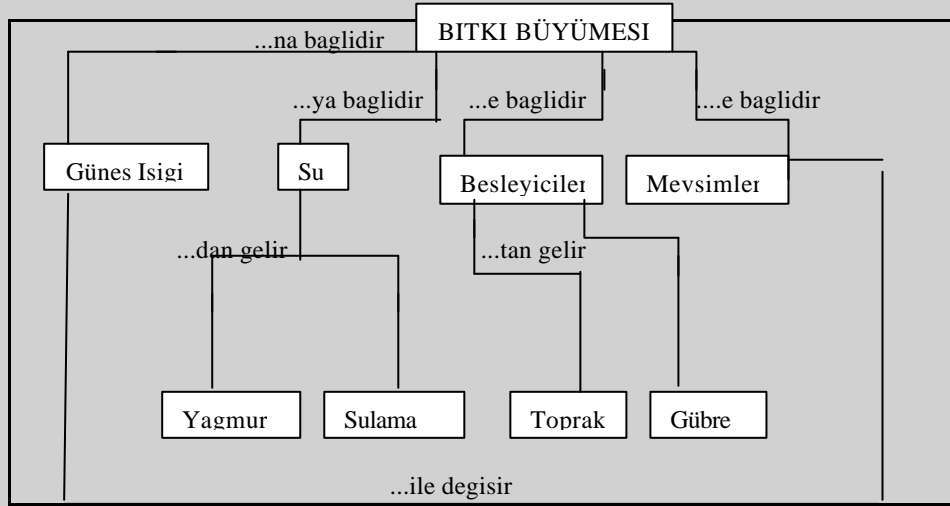 BITKI BÜYÜMESI
...na baglidir
...ya baglidir
...e baglidir
....e baglidir
Günes Isigi
Su
Besleyiciler
Mevsimler
...dan gelir
...tan gelir
Yagmur
Sulama
Toprak
Gübre
...ile degisir